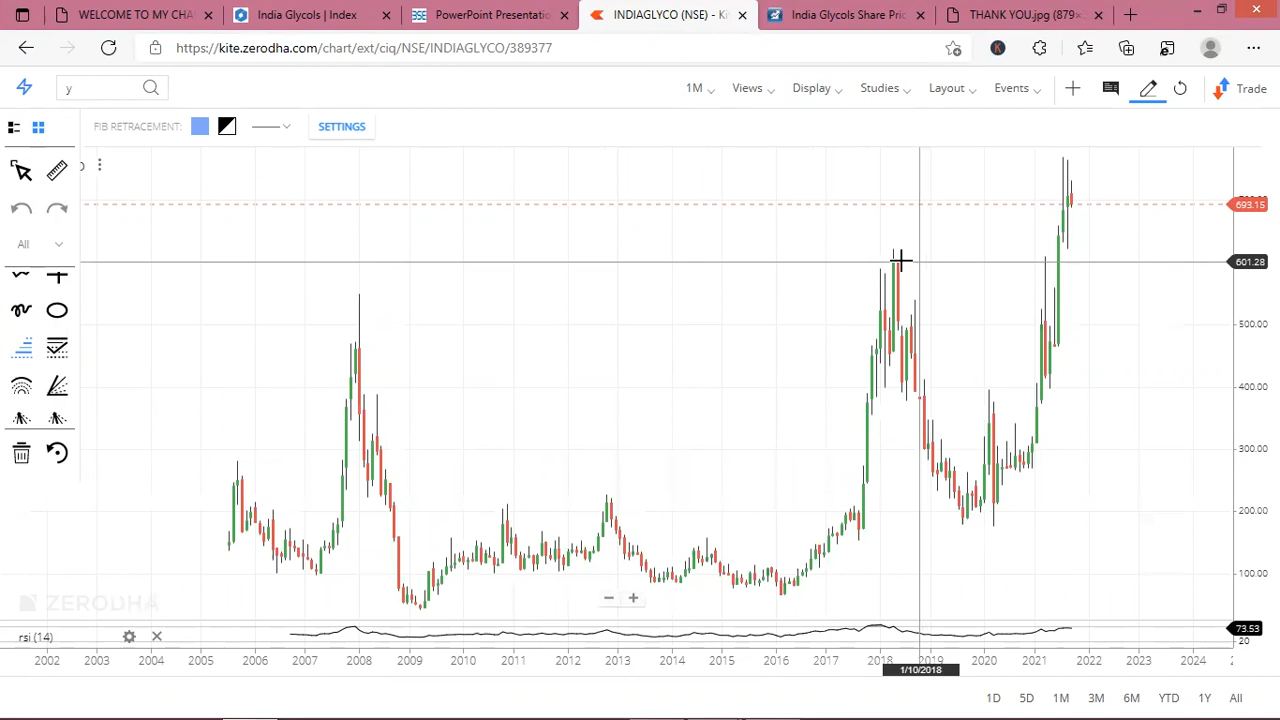 WELCOME TO MY CHA
India Glycols | Index
PowerPoint Presentatio
INDIAGLYCO (NSE) - Ki
India Glycols Share Pric
THANK YOU.jpg (879×
https://kite.zerodha.com/chart/ext/ciq/NSE/INDIAGLYCO/389377
y
1M
Views
Display
Studies
Layout
Events
Trade
FIB RETRACEMENT:
SETTINGS
All
693.15
601.28
500.00
400.00
300.00
200.00
100.00
ZERODHA
rsi (14)
73.53
20
2002 2003 2004 2005 2006 2007 2008 2009 2010 2011 2012 2013 2014 2015 2016 2017 2018 2019 2020 2021 2022 2023 2024
1/10/2018
1D 5D 1M 3M 6M YTD 1Y All